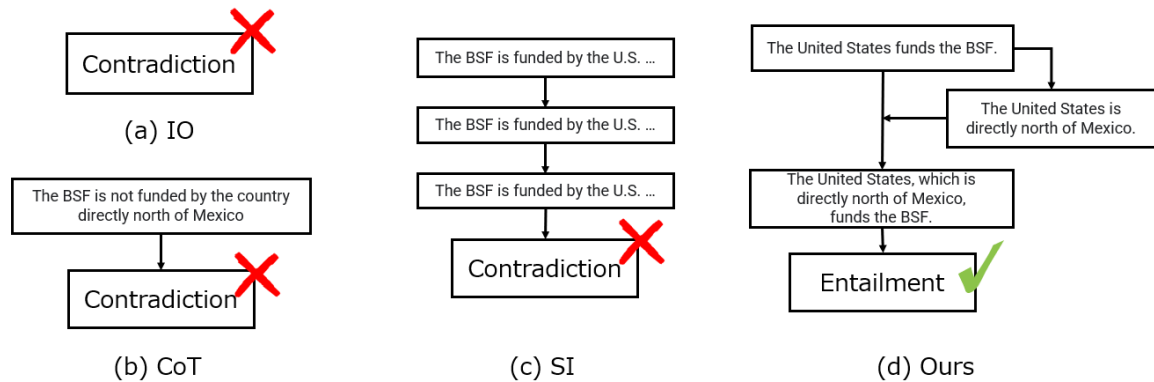 Contradiction
(a) IO
The BSF is not funded by the country
directly north of Mexico
Contradiction
(b) CoT
The BSF is funded by the U.S. ...
The BSF is funded by the U.S. ...
The BSF is funded by the U.S. ...
Contradiction
(c) SI
The United States funds the BSF.
The United States is
directly north of Mexico.
The United States, which is
directly north of Mexico,
funds the BSF.
Entailment
(d) Ours